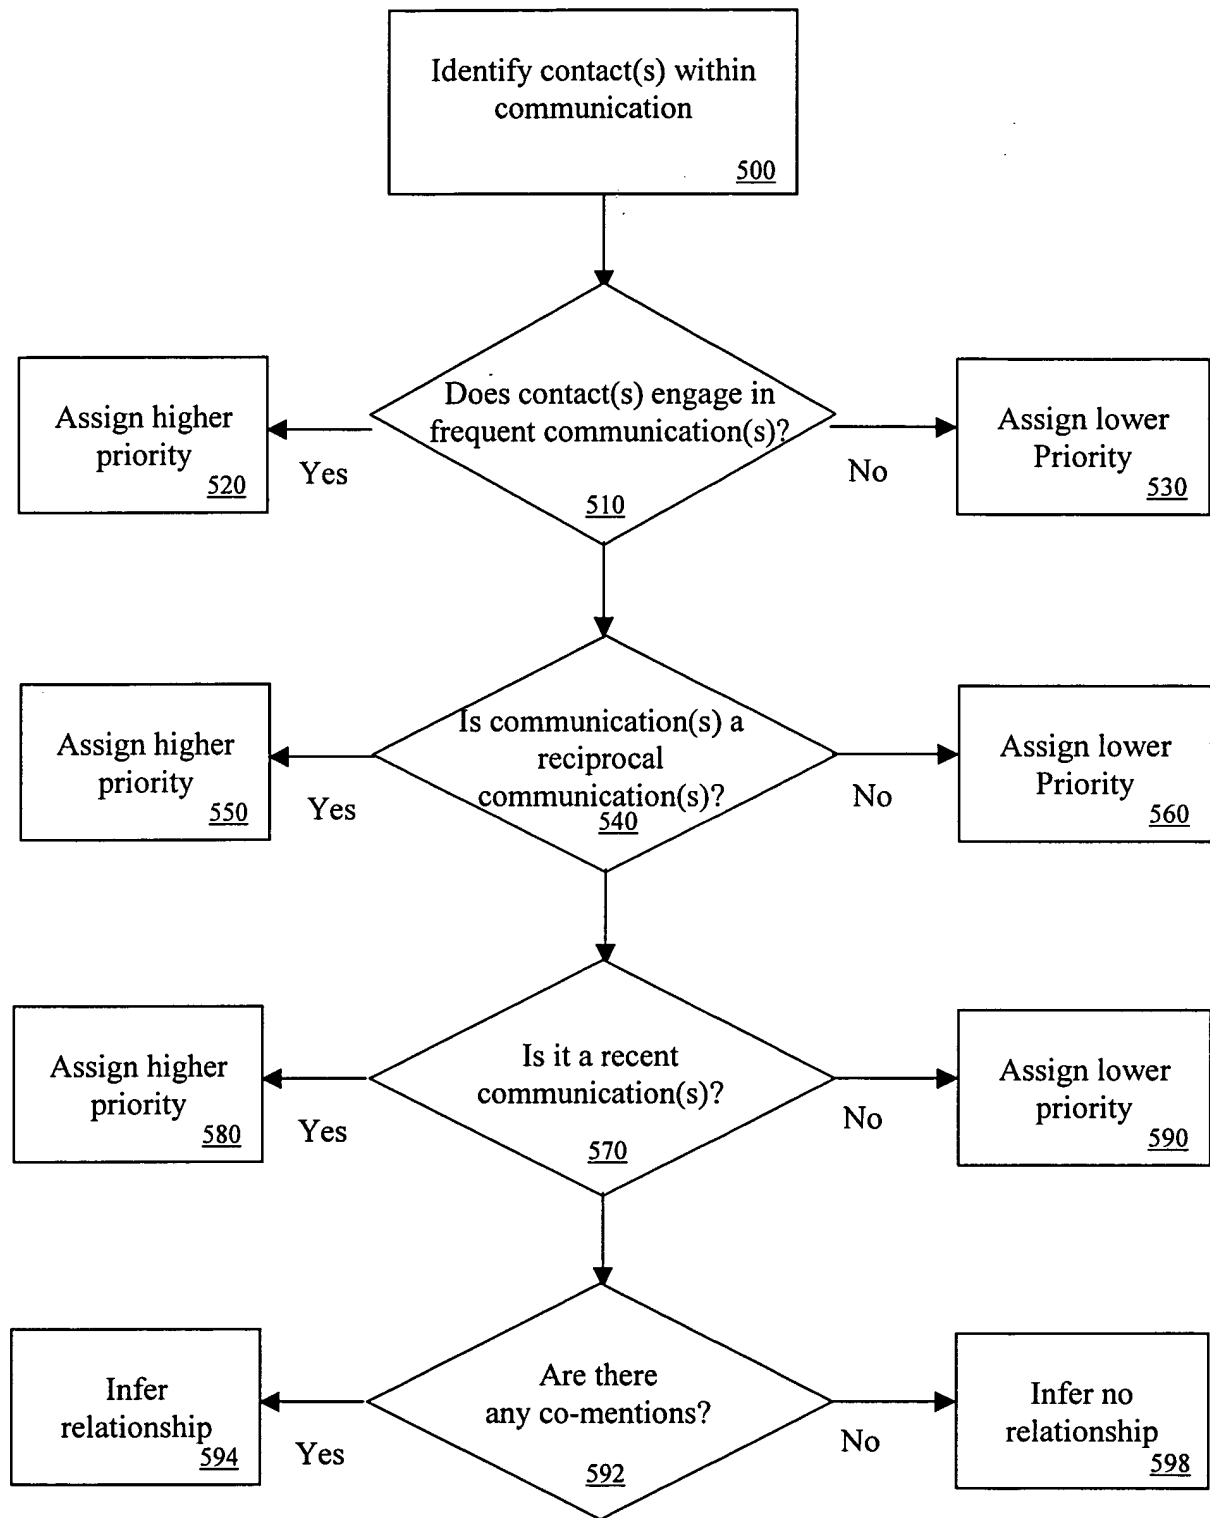 Identify contact(s) within
communication
500
Does contact(s) engage in
frequent communication(s)?
510
Assign higher
priority
520
Yes
No
Assign lower
Priority
530
Is communication(s) a
reciprocal
communication(s)?
540
Assign higher
priority
550
Yes
No
Assign lower
Priority
560
Is it a recent
communication(s)?
570
Assign higher
priority
580
Yes
No
Assign lower
priority
590
Are there
any co-mentions?
592
Infer
relationship
594
Yes
No
Infer no
relationship
598